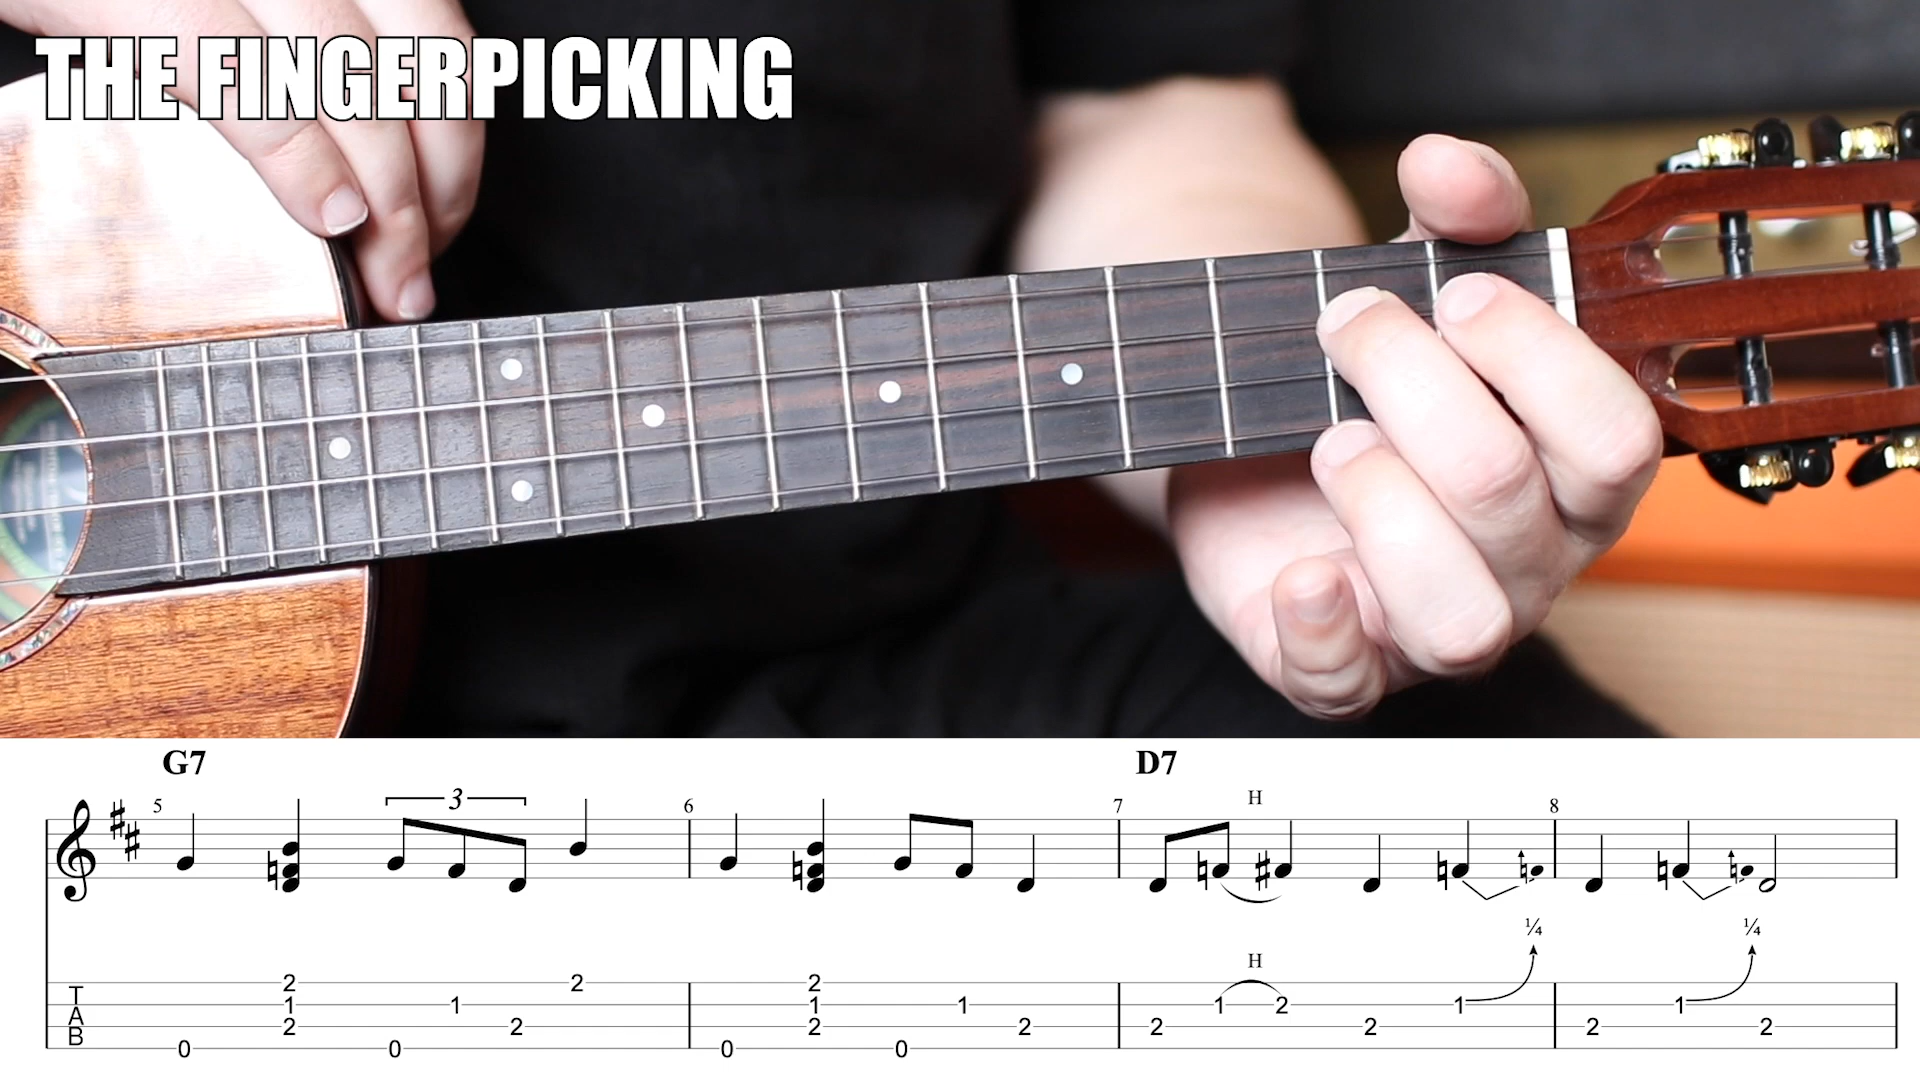 THE FINGERPICKING
G7 D7
5 3 6 7 H 8
¼ ¼
H
T 2 2 2
A 1 1 1 1 2 1 1
B 2 2 2 2 2 2 2 2
0 0 0 0